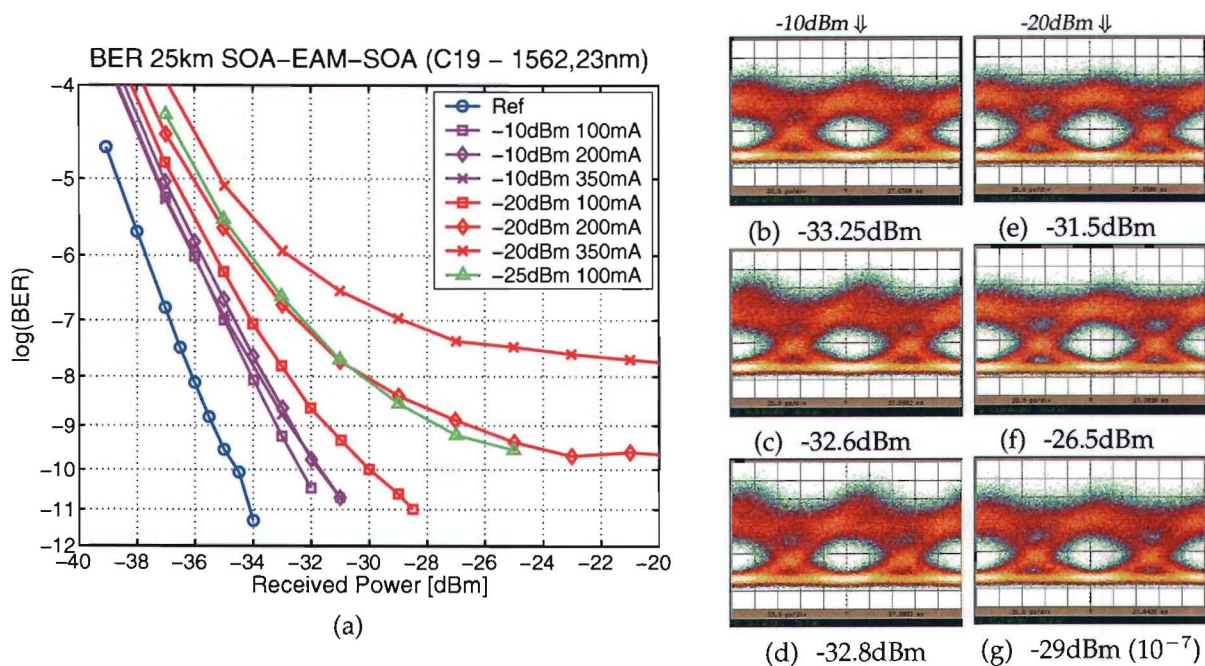 BER 25km SOA-EAM-SOA (C19 - 1562,23nm)
log(BER)
-4
-5
-6
-7
-8
-9
-10
-11
-12
Ref
-10dBm 100mA
-10dBm 200mA
-10dBm 350mA
-20dBm 100mA
-20dBm 200mA
-20dBm 350mA
-25dBm 100mA
-40 -38 -36 -34 -32 -30 -28 -26 -24 -22 -20
Received Power [dBm]
(a)
-10dBm ⇓ -20dBm ⇓
(b) -33.25dBm (e) -31.5dBm
(c) -32.6dBm (f) -26.5dBm
(d) -32.8dBm (g) -29dBm (10⁻⁷)